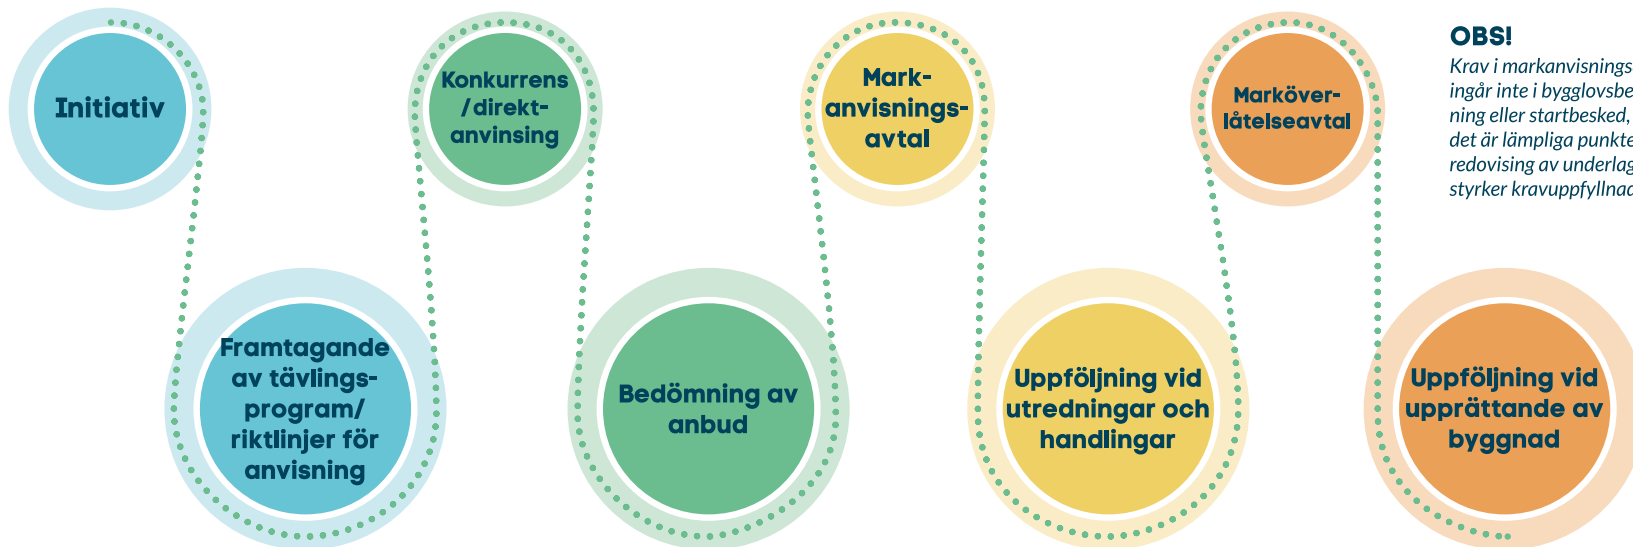 Initiativ
Framtagande
av tävlings-
program/
riktlinjer för
anvisning
Konkurrens
/direkt-
anvinsing
Bedömning av
anbud
Mark-
anvisnings-
avtal
Uppföljning vid
utredningar och
handlingar
Marköver-
låtelseavtal
Uppföljning vid
upprättande av
byggnad
OBS!
Krav i markanvisnings
ingår inte i bygglovsbe
ning eller startbesked,
det är lämpliga punkte
redovising av underlag
styrker kravuppfyllnad